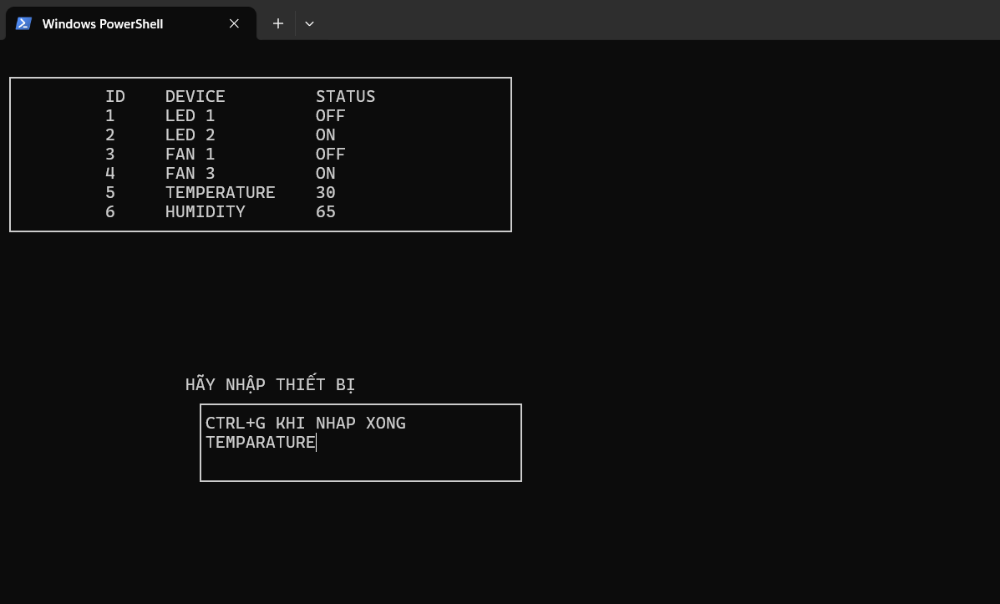 Windows PowerShell
ID DEVICE STATUS
1 LED 1 OFF
2 LED 2 ON
3 FAN 1 OFF
4 FAN 3 ON
5 TEMPERATURE 30
6 HUMIDITY 65
HÃY NHẬP THIẾT BỊ
CTRL+G KHI NHAP XONG
TEMPARATURE